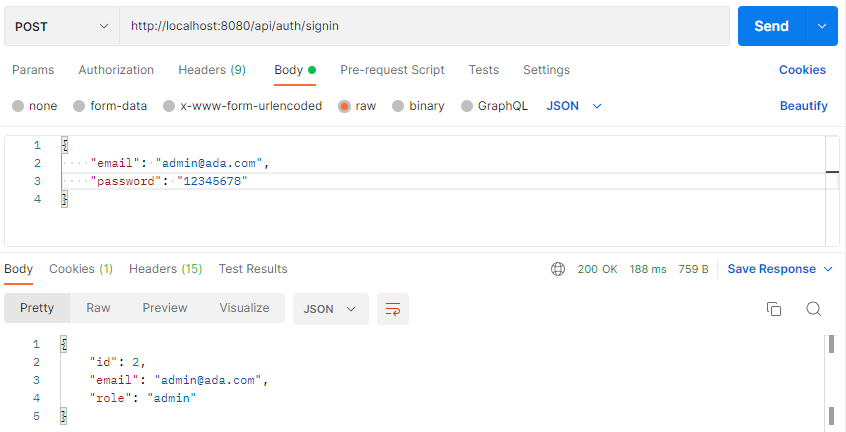 POST http://localhost:8080/api/auth/signin Send
Params Authorization Headers (9) Body Pre-request Script Tests Settings Cookies
none form-data x-www-form-urlencoded raw binary GraphQL JSON Beautify
1 {
2 "email": "admin@ada.com",
3 "password": "12345678"
4 }
Body Cookies (1) Headers (15) Test Results 200 OK 188 ms 759 B Save Response
Pretty Raw Preview Visualize JSON
1 {
2 "id": 2,
3 "email": "admin@ada.com",
4 "role": "admin"
5 }